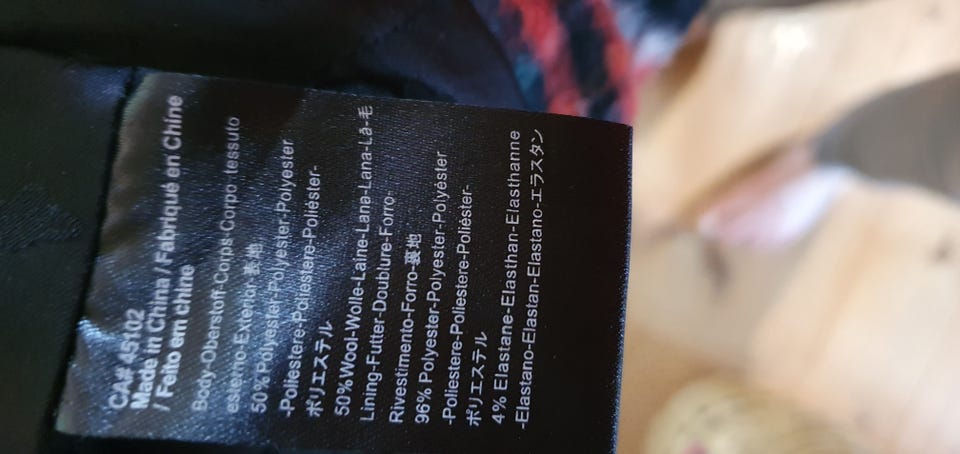 CA# 45102
Made in China / Fabriqué en Chine
/ Feito em chine
Body-Oberstoff-Corps-Corpo- tessuto
esterno-Exterior-表地
50%Polyester-Polyester-Polyester
-Poliestere-Poliéster-Poliéster-
ポリエステル
50%Wool-Wolle-Laine-Lana-Lana-Lã-毛
Lining-Futter-Doublure-Forro-
Rivestimento-Forro-裏地
96% Polyester-Polyester-Polyéster
-Poliestere-Poliestere-Poliéster-
ポリエステル
4% Elastane-Elasthan-Elasthanne
-Elastano-Elastan-Elastano-エラスタン